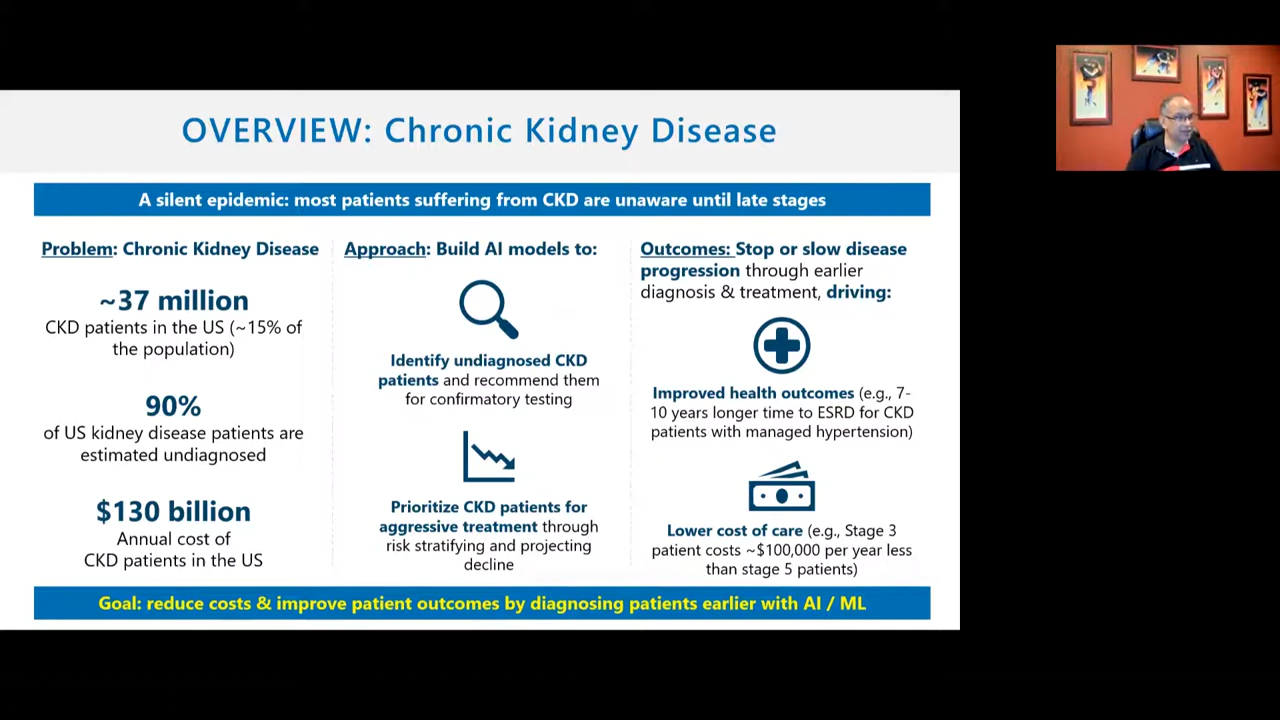 OVERVIEW: Chronic Kidney Disease
A silent epidemic: most patients suffering from CKD are unaware until late stages
Problem: Chronic Kidney Disease
~37 million
CKD patients in the US (~15% of
the population)
90%
of US kidney disease patients are
estimated undiagnosed
$130 billion
Annual cost of
CKD patients in the US
Approach: Build AI models to:
Identify undiagnosed CKD
patients and recommend them
for confirmatory testing
Prioritize CKD patients for
aggressive treatment through
risk stratifying and projecting
decline
Outcomes: Stop or slow disease
progression through earlier
diagnosis & treatment, driving:
Improved health outcomes (e.g., 7-
10 years longer time to ESRD for CKD
patients with managed hypertension)
Lower cost of care (e.g., Stage 3
patient costs ~$100,000 per year less
than stage 5 patients)
Goal: reduce costs & improve patient outcomes by diagnosing patients earlier with AI / ML